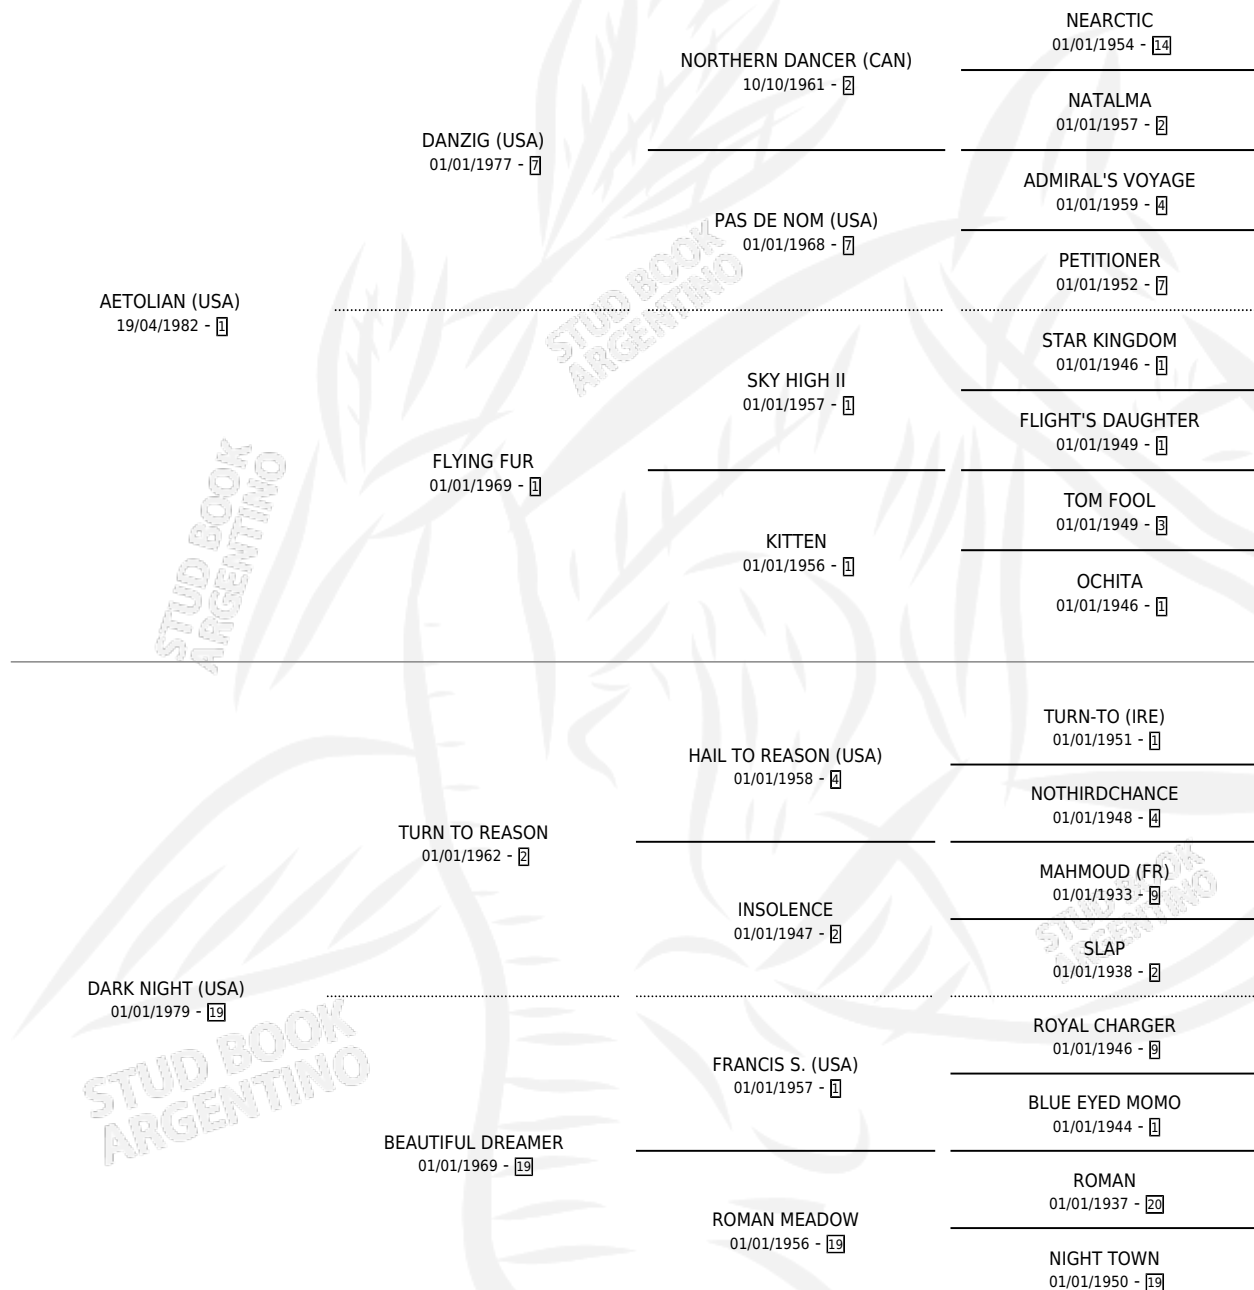 NEARCTIC
01/01/1954 - 14
NORTHERN DANCER (CAN)
10/10/1961 - 2
NATALMA
01/01/1957 - 2
DANZIG (USA)
01/01/1977 - 7
ADMIRAL'S VOYAGE
01/01/1959 - 4
PAS DE NOM (USA)
01/01/1968 - 7
PETITIONER
01/01/1952 - 7
AETOLIAN (USA)
19/04/1982 - 1
STAR KINGDOM
01/01/1946 - 1
SKY HIGH II
01/01/1957 - 1
FLIGHT'S DAUGHTER
01/01/1949 - 1
FLYING FUR
01/01/1969 - 1
TOM FOOL
01/01/1949 - 3
KITTEN
01/01/1956 - 1
OCHITA
01/01/1946 - 1
TURN-TO (IRE)
01/01/1951 - 1
HAIL TO REASON (USA)
01/01/1958 - 4
NOTHIRDCHANCE
01/01/1948 - 4
TURN TO REASON
01/01/1962 - 2
MAHMOUD (FR)
01/01/1933 - 9
INSOLENCE
01/01/1947 - 2
SLAP
01/01/1938 - 2
DARK NIGHT (USA)
01/01/1979 - 19
ROYAL CHARGER
01/01/1946 - 9
FRANCIS S. (USA)
01/01/1957 - 1
BLUE EYED MOMO
01/01/1944 - 1
BEAUTIFUL DREAMER
01/01/1969 - 19
ROMAN
01/01/1937 - 20
ROMAN MEADOW
01/01/1956 - 19
NIGHT TOWN
01/01/1950 - 19
STUD BOOK
ARGENTINO
STUD BOOK
ARGENTINO
STUD BOOK
ARGENTINO
STUD BOOK
ARGENTINO